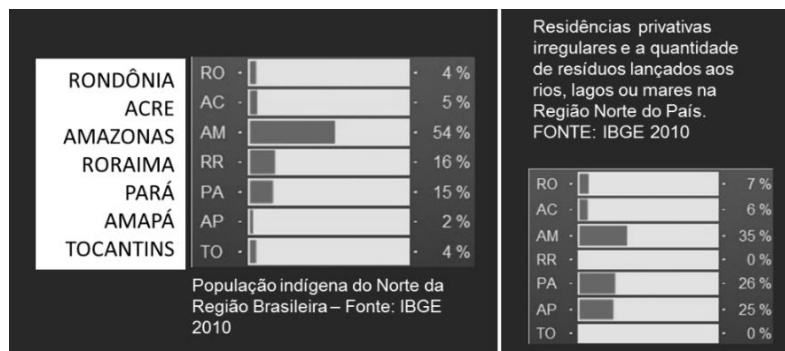 RONDÔNIA
ACRE
AMAZONAS
RORAIMA
PARÁ
AMAPÁ
TOCANTINS
RO 4 %
AC 5 %
AM 54 %
RR 16 %
PA 15 %
AP 2 %
TO 4 %
População indígena do Norte da
Região Brasileira – Fonte: IBGE
2010
Residências privativas
irregulares e a quantidade
de resíduos lançados aos
rios, lagos ou mares na
Região Norte do País.
FONTE: IBGE 2010
RO 7 %
AC 6 %
AM 35 %
RR 0 %
PA 26 %
AP 25 %
TO 0 %